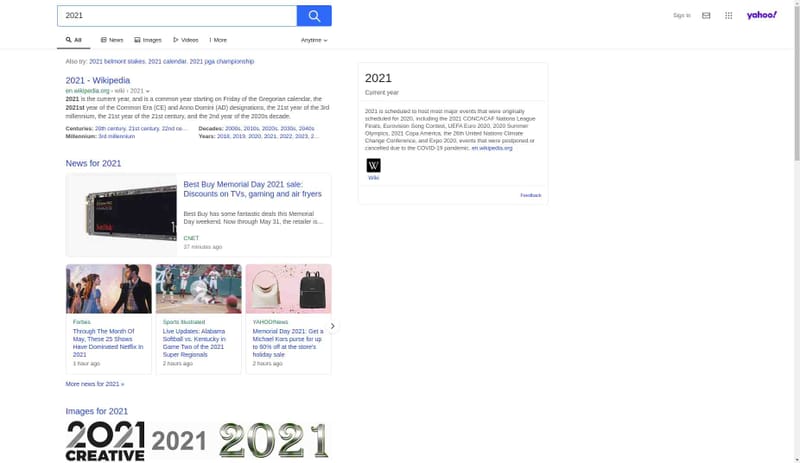 2021
Sign in
yahoo!
All
News
Images
Videos
More
Anytime
Also try: 2021 belmont stakes, 2021 calendar, 2021 pga championship
2021 - Wikipedia
en.wikipedia.org › wiki › 2021
2021 is the current year, and is a common year starting on Friday of the Gregorian calendar, the
2021st year of the Common Era (CE) and Anno Domini (AD) designations, the 21st year of the 3rd
millennium, the 21st year of the 21st century, and the 2nd year of the 2020s decade.
Centuries: 20th century, 21st century, 22nd ce...
Decades: 2000s, 2010s, 2020s, 2030s, 2040s
Millennium: 3rd millennium
Years: 2018, 2019, 2020, 2021, 2022, 2023, 2...
News for 2021
Best Buy Memorial Day 2021 sale:
Discounts on TVs, gaming and air fryers
Best Buy has some fantastic deals this Memorial
Day weekend. Now through May 31, the retailer is...
CNET
37 minutes ago
Forbes
Through The Month Of
May, These 25 Shows
Have Dominated Netflix In
2021
1 hour ago
Sports Illustrated
Live Updates: Alabama
Softball vs. Kentucky in
Game Two of the 2021
Super Regionals
2 hours ago
YAHOO!News
Memorial Day 2021: Get a
Michael Kors purse for up
to 60% off at the store's
holiday sale
2 hours ago
More news for 2021 »
Images for 2021
2021
CREATIVE
2021
2021
2021
Current year
2021 is scheduled to host most major events that were originally
scheduled for 2020, including the 2021 CONCACAF Nations League
Finals, Eurovision Song Contest, UEFA Euro 2020, 2020 Summer
Olympics, 2021 Copa América, the 26th United Nations Climate
Change Conference, and Expo 2020, events that were postponed or
cancelled due to the COVID-19 pandemic. en.wikipedia.org
W
Wiki
Feedback